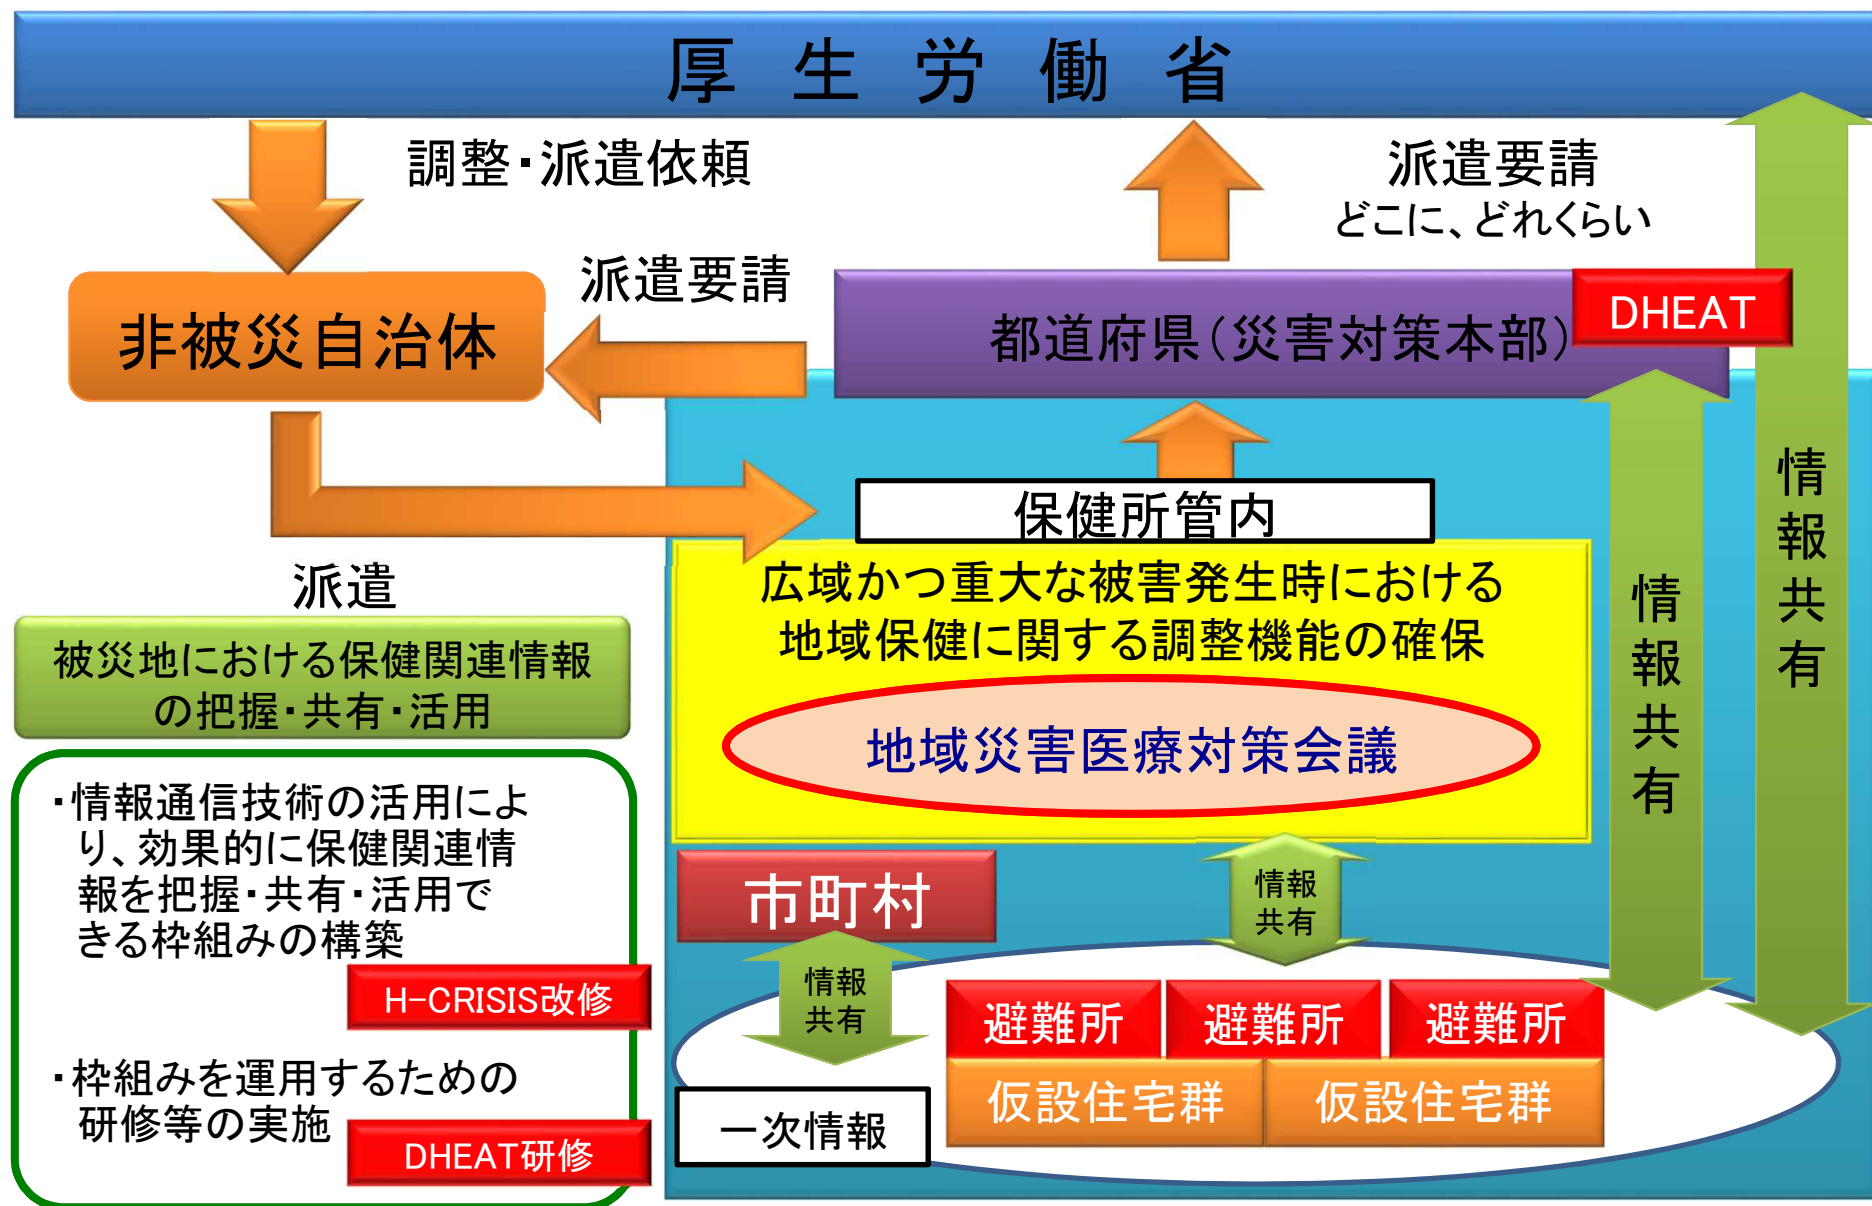 厚生労働省
調整・派遣依頼
派遣要請
どこに、どれくらい
派遣要請
非被災自治体
都道府県(災害対策本部)
DHEAT
保健所管内
派遣
広域かつ重大な被害発生時における
地域保健に関する調整機能の確保
地域災害医療対策会議
情報共有
情報共有
被災地における保健関連情報
の把握・共有・活用
・情報通信技術の活用によ
り、効果的に保健関連情
報を把握・共有・活用で
きる枠組みの構築
H-CRISIS改修
・枠組みを運用するための
研修等の実施
DHEAT研修
市町村
情報
共有
情報
共有
一次情報
避難所
避難所
避難所
仮設住宅群
仮設住宅群